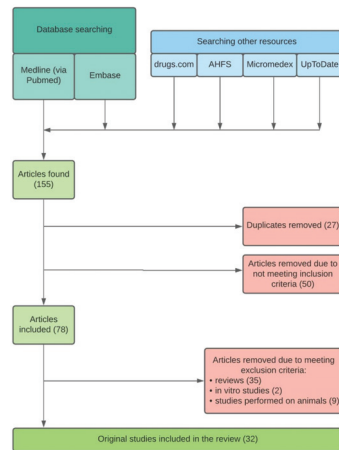 Database searching
Searching other resources
Medline (via
Pubmed)
Embase
drugs.com
AHFS
Micromedex
UpToDate
Articles found
(155)
Duplicates removed (27)
Articles removed due to
not meeting inclusion
criteria (50)
Articles
included (78)
Articles removed due to meeting
exclusion criteria:
• reviews (35)
• in vitro studies (2)
• studies performed on animals (9)
Original studies included in the review (32)